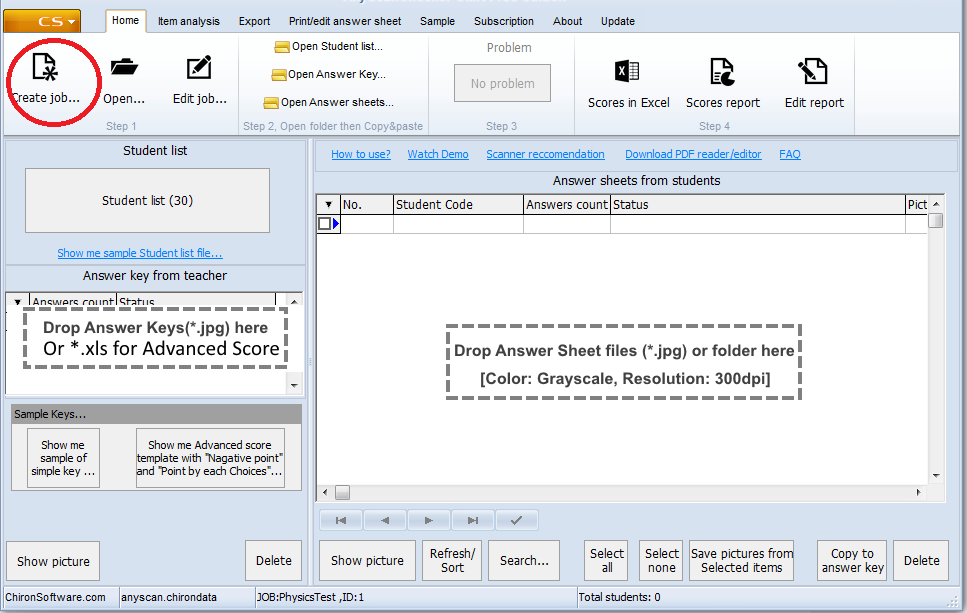 CS
Home
Item analysis
Export
Print/edit answer sheet
Sample
Subscription
About
Update
Create job...
Open...
Edit job...
Step 1
Open Student list...
Open Answer Key...
Open Answer sheets...
Step 2, Open folder then Copy&paste
Problem
No problem
Step 3
Scores in Excel
Scores report
Edit report
Step 4
Student list
Student list (30)
Show me sample Student list file...
Answer key from teacher
Answers count
Status
Drop Answer Keys(*.jpg) here
Or *.xls for Advanced Score
Sample Keys...
Show me
sample of
simple key ...
Show me Advanced score
template with "Nagative point"
and "Point by each Choices"...
Show picture
Delete
How to use?
Watch Demo
Scanner reccomendation
Download PDF reader/editor
FAQ
Answer sheets from students
No.
Student Code
Answers count
Status
Pict
Drop Answer Sheet files (*.jpg) or folder here
[Color: Grayscale, Resolution: 300dpi]
Show picture
Refresh/
Sort
Search...
Select
all
Select
none
Save pictures from
Selected items
Copy to
answer key
Delete
ChironSoftware.com
anyscan.chirondata
JOB:PhysicsTest ,ID:1
Total students: 0